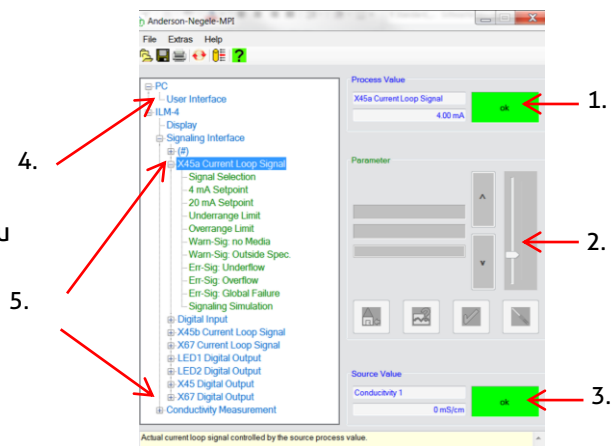 Anderson-Negele-MPI
File Extras Help
PC
User Interface
ILM-4
Display
Signaling Interface
(#)
X45a Current Loop Signal
Signal Selection
4 mA Setpoint
20 mA Setpoint
Underrange Limit
Overrange Limit
Warn-Sig: no Media
Warn-Sig: Outside Spec.
Err-Sig: Underflow
Err-Sig: Overflow
Err-Sig: Global Failure
Signaling Simulation
Digital Input
X45b Current Loop Signal
X67 Current Loop Signal
LED1 Digital Output
LED2 Digital Output
X45 Digital Output
X67 Digital Output
Conductivity Measurement
Process Value
X45a Current Loop Signal
4.00 mA
ok
Parameter
Source Value
Conducitvity 1
0 mS/cm
ok
Actual current loop signal controlled by the source process value.
1.
2.
3.
4.
u
5.